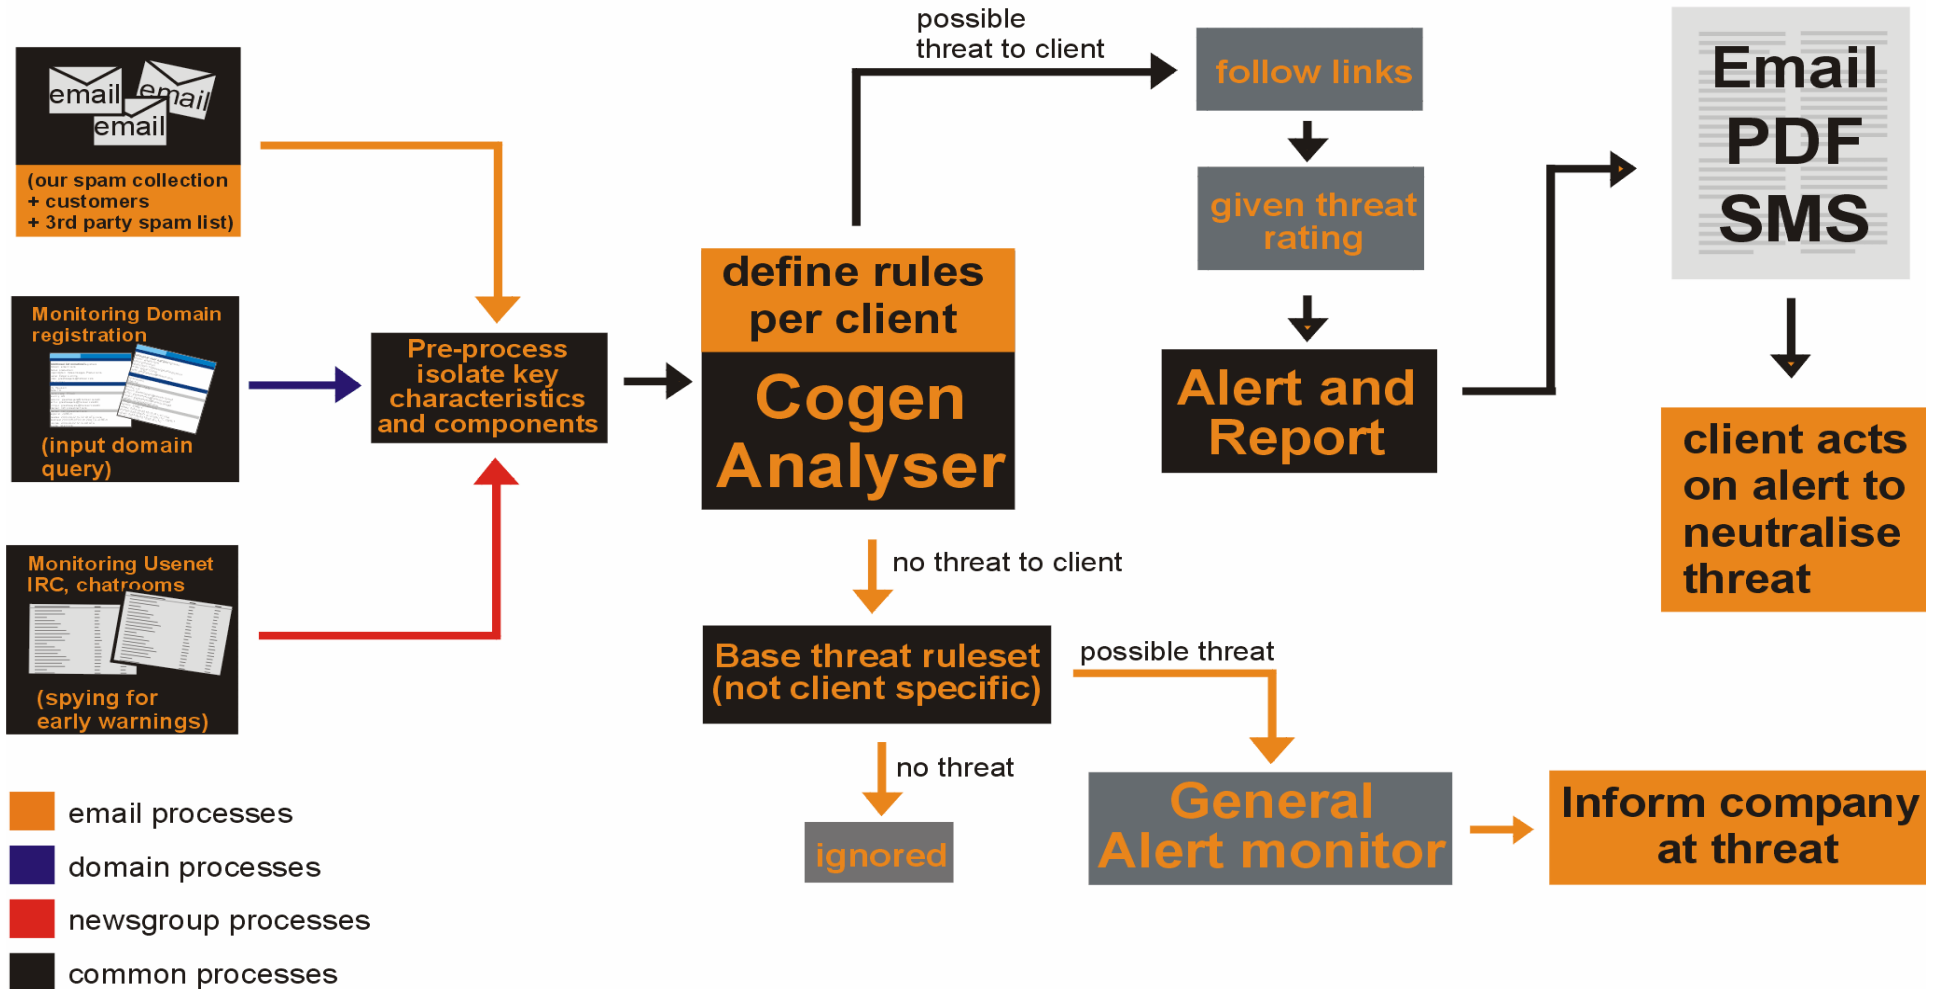 email
email
email
(our spam collection
+ customers
+ 3rd party spam list)
Monitoring Domain
registration
(input domain
query)
Monitoring Usenet
IRC, chatrooms
(spying for
early warnings)
Pre-process
isolate key
characteristics
and components
define rules
per client
Cogen
Analyser
possible
threat to client
follow links
given threat
rating
Alert and
Report
Email
PDF
SMS
client acts
on alert to
neutralise
threat
no threat to client
Base threat ruleset
(not client specific)
possible threat
no threat
ignored
General
Alert monitor
Inform company
at threat
email processes
domain processes
newsgroup processes
common processes